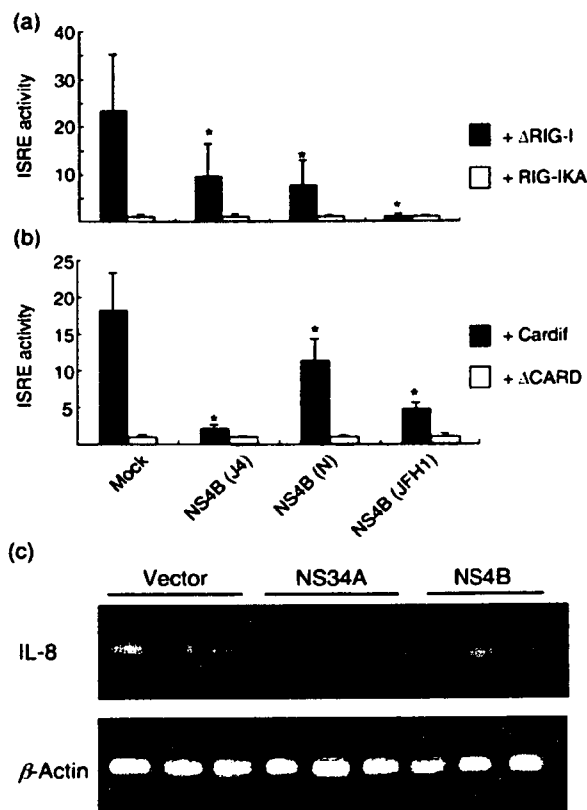 (a)
40
30
20
10
ISRE activity
*
*
*
+ ΔRIG-I
+ RIG-IKA
(b)
25
20
15
10
5
ISRE activity
*
*
*
+ Cardif
+ ΔCARD
Mock
NS4B (J4)
NS4B (N)
NS4B (JFH1)
(c)
Vector NS34A NS4B
IL-8
β-Actin